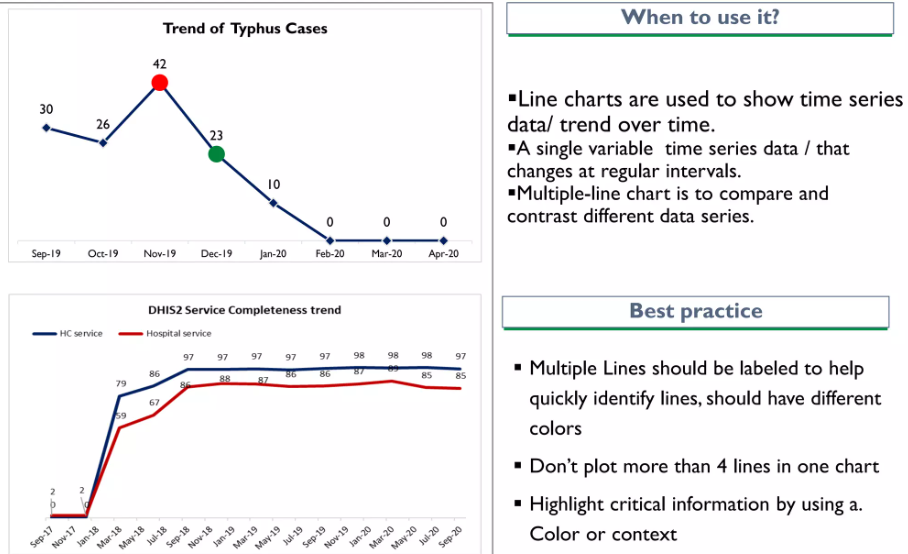 Trend of Typhus Cases
42
30
26
23
10
0 0 0
Sep-19 Oct-19 Nov-19 Dec-19 Jan-20 Feb-20 Mar-20 Apr-20
DHIS2 Service Completeness trend
HC service Hospital service
97 97 97 97 97 98 98 98 97
79 86
86 88 87 86 86 87 89 85 85
59 67
2 2
0 0
Sep-17 Nov-17 Jan-18 Mar-18 May-18 Jul-18 Sep-18 Nov-18 Jan-19 Mar-19 May-19 Jul-19 Sep-19 Nov-19 Jan-20 Mar-20 May-20 Jul-20 Sep-20
When to use it?
▪Line charts are used to show time series
data/ trend over time.
▪A single variable time series data / that
changes at regular intervals.
▪Multiple-line chart is to compare and
contrast different data series.
Best practice
▪ Multiple Lines should be labeled to help
quickly identify lines, should have different
colors
▪ Don't plot more than 4 lines in one chart
▪ Highlight critical information by using a.
Color or context